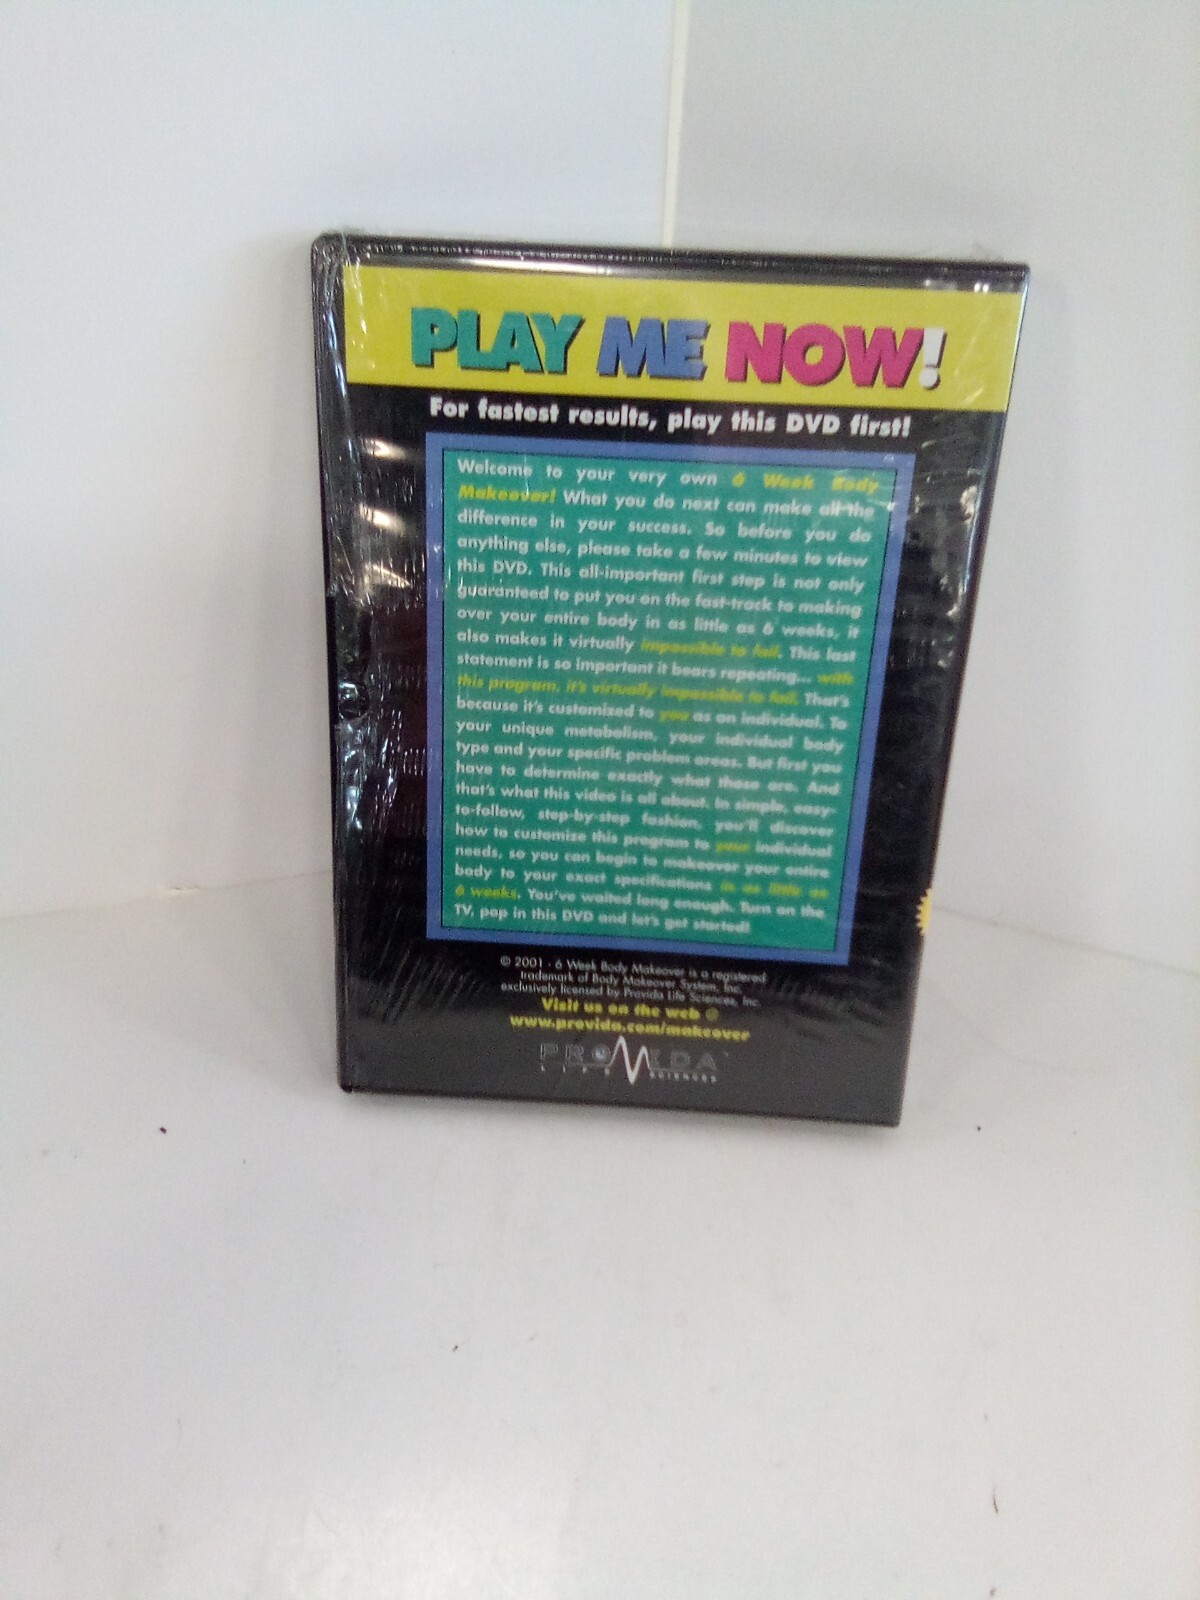 PLAY ME NOW!
For fastest results, play this DVD first!
Welcome to your very own 6 Week Body
Makeover! What you do next can make all the
difference in your success. So before you do
anything else, please take a few minutes to view
this DVD. This all-important first step is not only
guaranteed to put you on the fast-track to making
over your entire body in as little as 6 weeks, it
also makes it virtually impossible to fail. This last
statement is so important it bears repeating... with
this program, it's virtually impossible to fail. That's
because it's customized to you as an individual. To
your unique metabolism, your individual body
type and your specific problem areas. But first you
have to determine exactly what those are. And
that's what this video is all about. In simple, easy-
to-follow, step-by-step fashion, you'll discover
how to customize this program to your individual
needs, so you can begin to makeover your entire
body to your exact specifications in as little as
6 weeks. You've waited long enough. Turn on the
TV, pop in this DVD and let's get started!
© 2001 - 6 Week Body Makeover is a registered
trademark of Body Makeover System, Inc.
exclusively licensed by Provida Life Sciences, Inc.
Visit us on the web @
www.provida.com/makeover
PROVIDA
LIFE SCIENCES